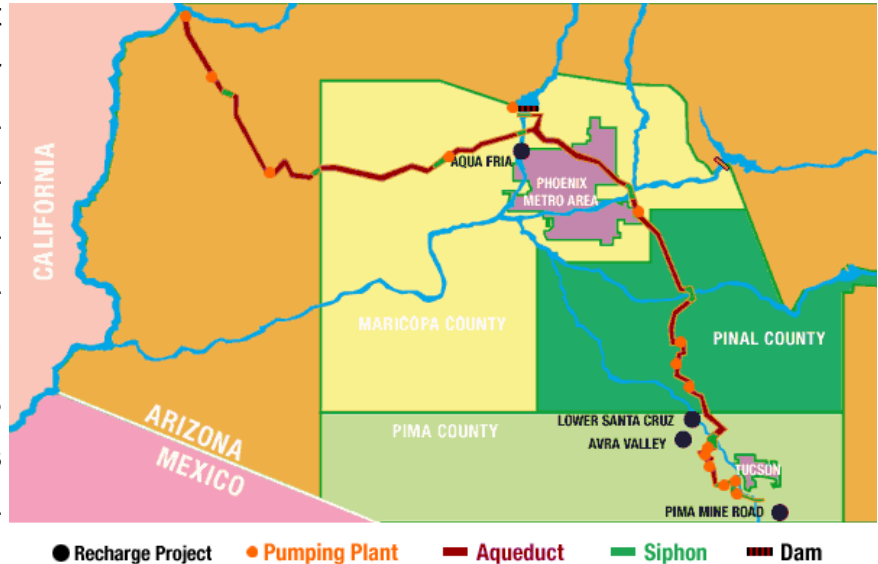 CALIFORNIA
AQUA FRIA
PHOENIX
METRO AREA
MARICOPA COUNTY
PINAL COUNTY
ARIZONA
MEXICO
PIMA COUNTY
LOWER SANTA CRUZ
AVRA VALLEY
TUCSON
PIMA MINE ROAD
Recharge Project
Pumping Plant
Aqueduct
Siphon
Dam